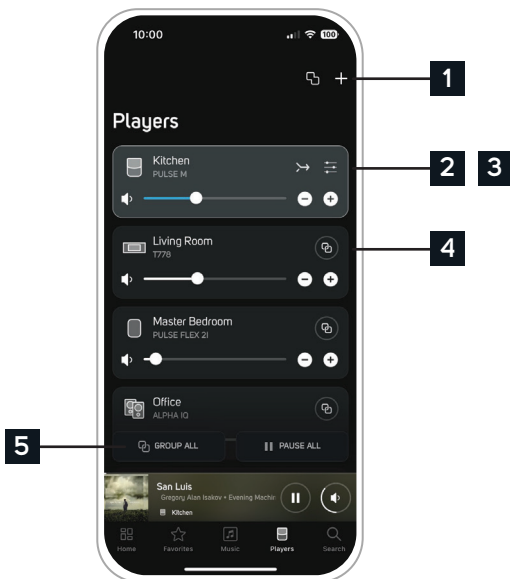 10:00
100
1
Players
Kitchen
PULSE M
2 3
Living Room
T778
4
Master Bedroom
PULSE FLEX 2I
Office
ALPHA IQ
5
GROUP ALL
PAUSE ALL
San Luis
Gregory Alan Isakov • Evening Machin
Kitchen
Home
Favorites
Music
Players
Search